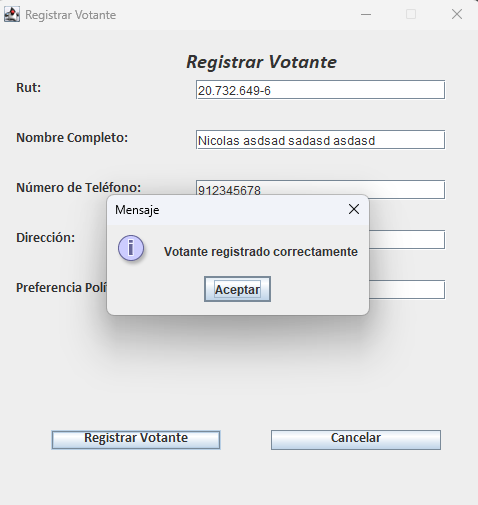 Registrar Votante
Registrar Votante
Rut:
20.732.649-6
Nombre Completo:
Nicolas asdsad sadasd asdasd
Número de Teléfono:
912345678
Mensaje
Dirección:
Votante registrado correctamente
Preferencia Polí
Aceptar
Registrar Votante
Cancelar